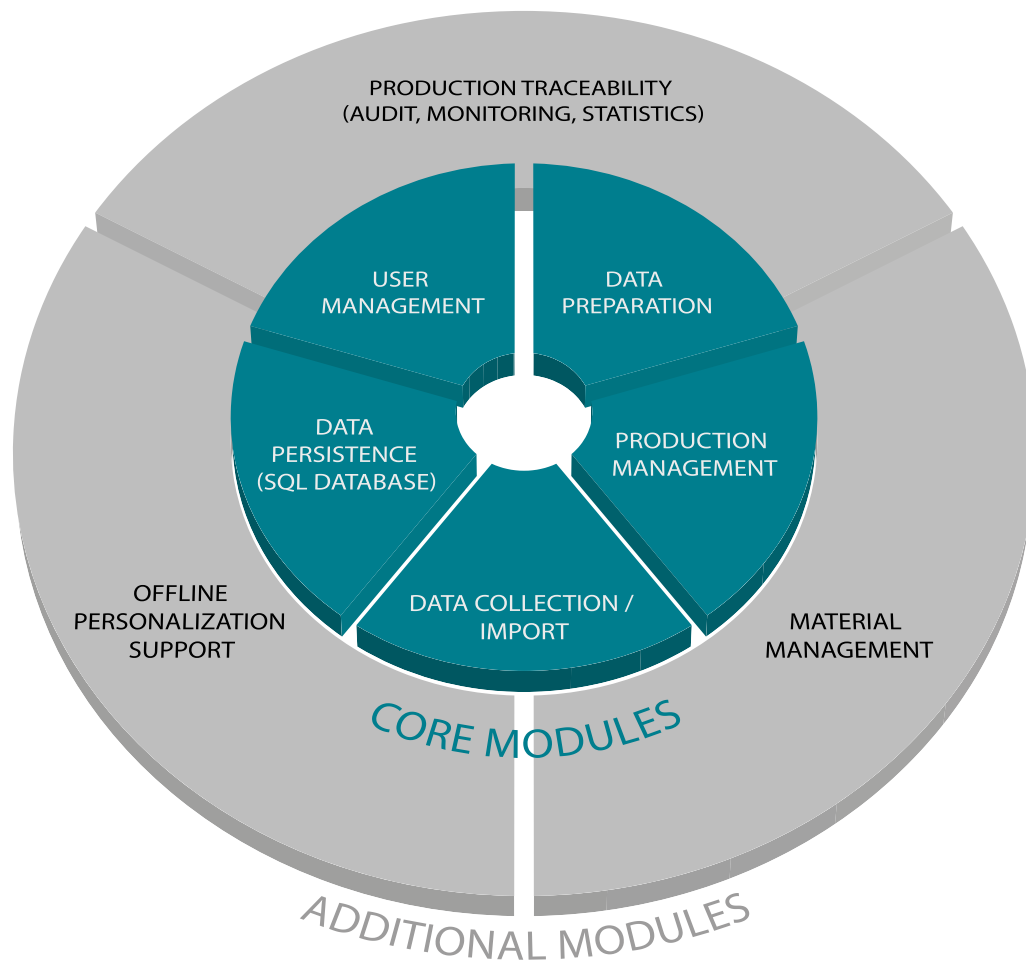 PRODUCTION TRACEABILITY
(AUDIT, MONITORING, STATISTICS)
USER
MANAGEMENT
DATA
PREPARATION
DATA
PERSISTENCE
(SQL DATABASE)
PRODUCTION
MANAGEMENT
DATA COLLECTION /
IMPORT
OFFLINE
PERSONALIZATION
SUPPORT
MATERIAL
MANAGEMENT
CORE MODULES
ADDITIONAL MODULES